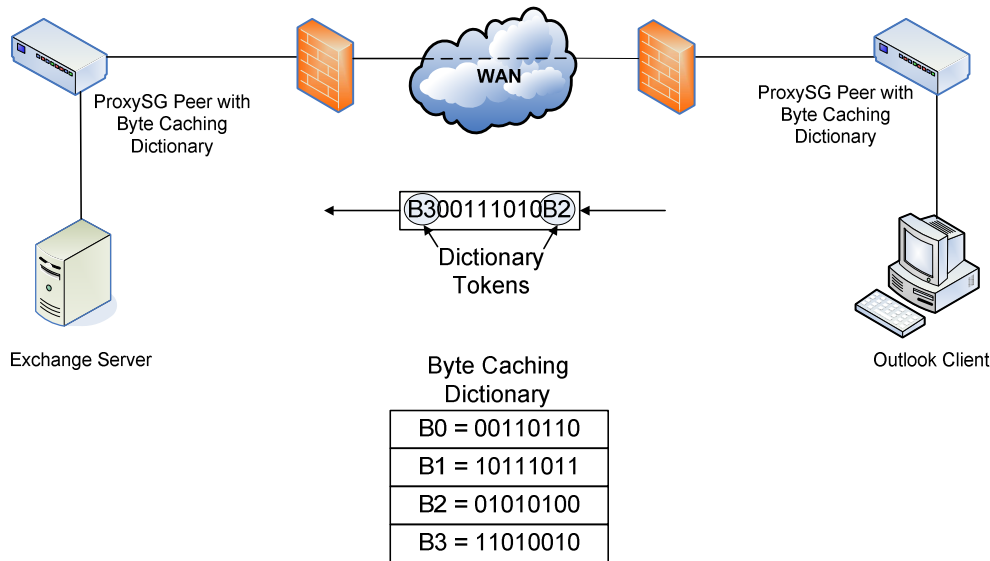 WAN
ProxySG Peer with
Byte Caching
Dictionary
ProxySG Peer with
Byte Caching
Dictionary
B300111010B2
Dictionary
Tokens
Exchange Server
Outlook Client
Byte Caching
Dictionary
B0 = 00110110
B1 = 10111011
B2 = 01010100
B3 = 11010010